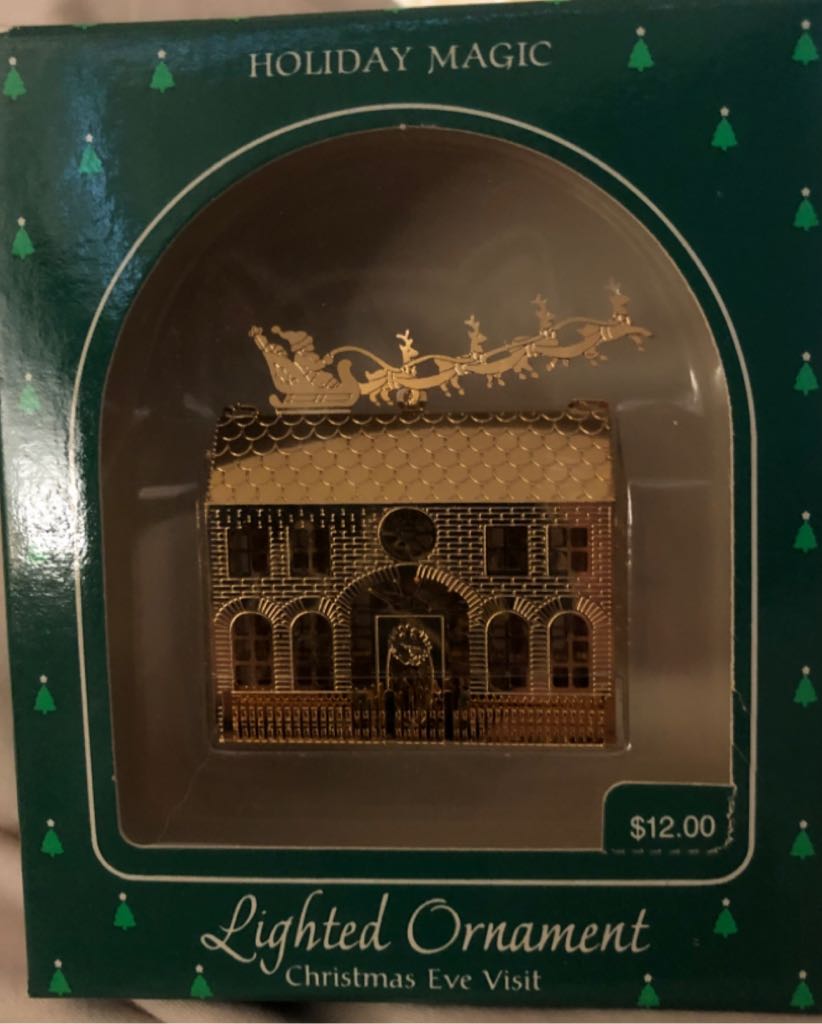 HOLIDAY MAGIC
$12.00
Lighted Ornament
Christmas Eve Visit